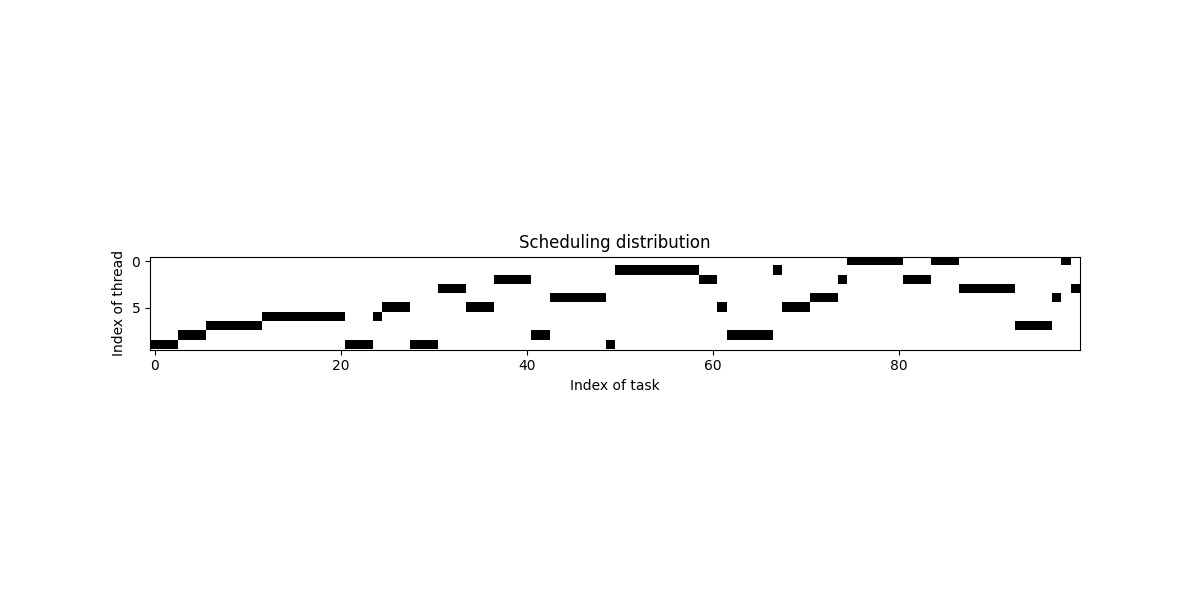 Scheduling distribution
Index of thread
0
5
0 20 40 60 80
Index of task